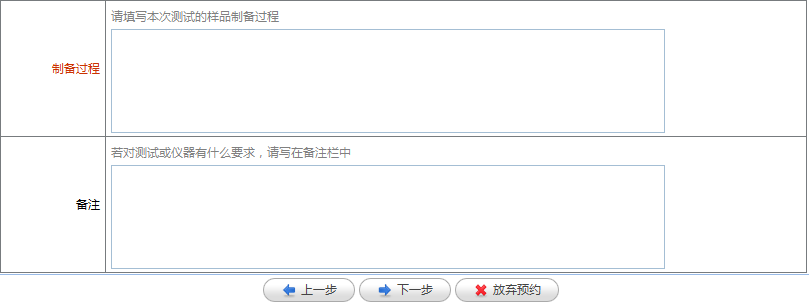 请填写本次测试的样品制备过程
制备过程
若对测试或仪器有什么要求，请写在备注栏中
备注
上一步 下一步 放弃预约